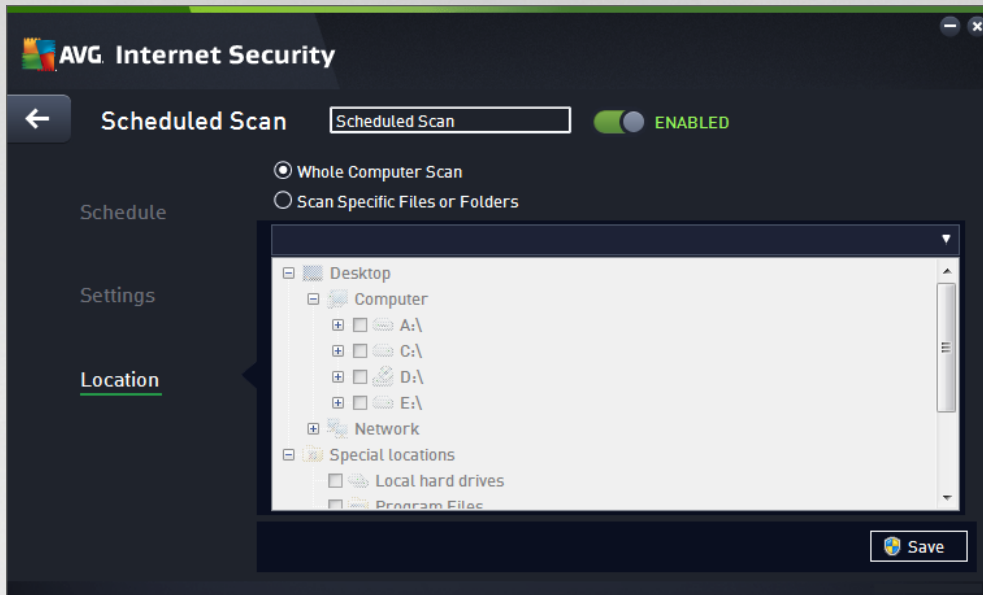 AVG Internet Security
Scheduled Scan Scheduled Scan ENABLED
Whole Computer Scan
Scan Specific Files or Folders
Schedule
Settings
Location
Desktop
Computer
A:\
C:\
D:\
E:\
Network
Special locations
Local hard drives
Program Files
Save